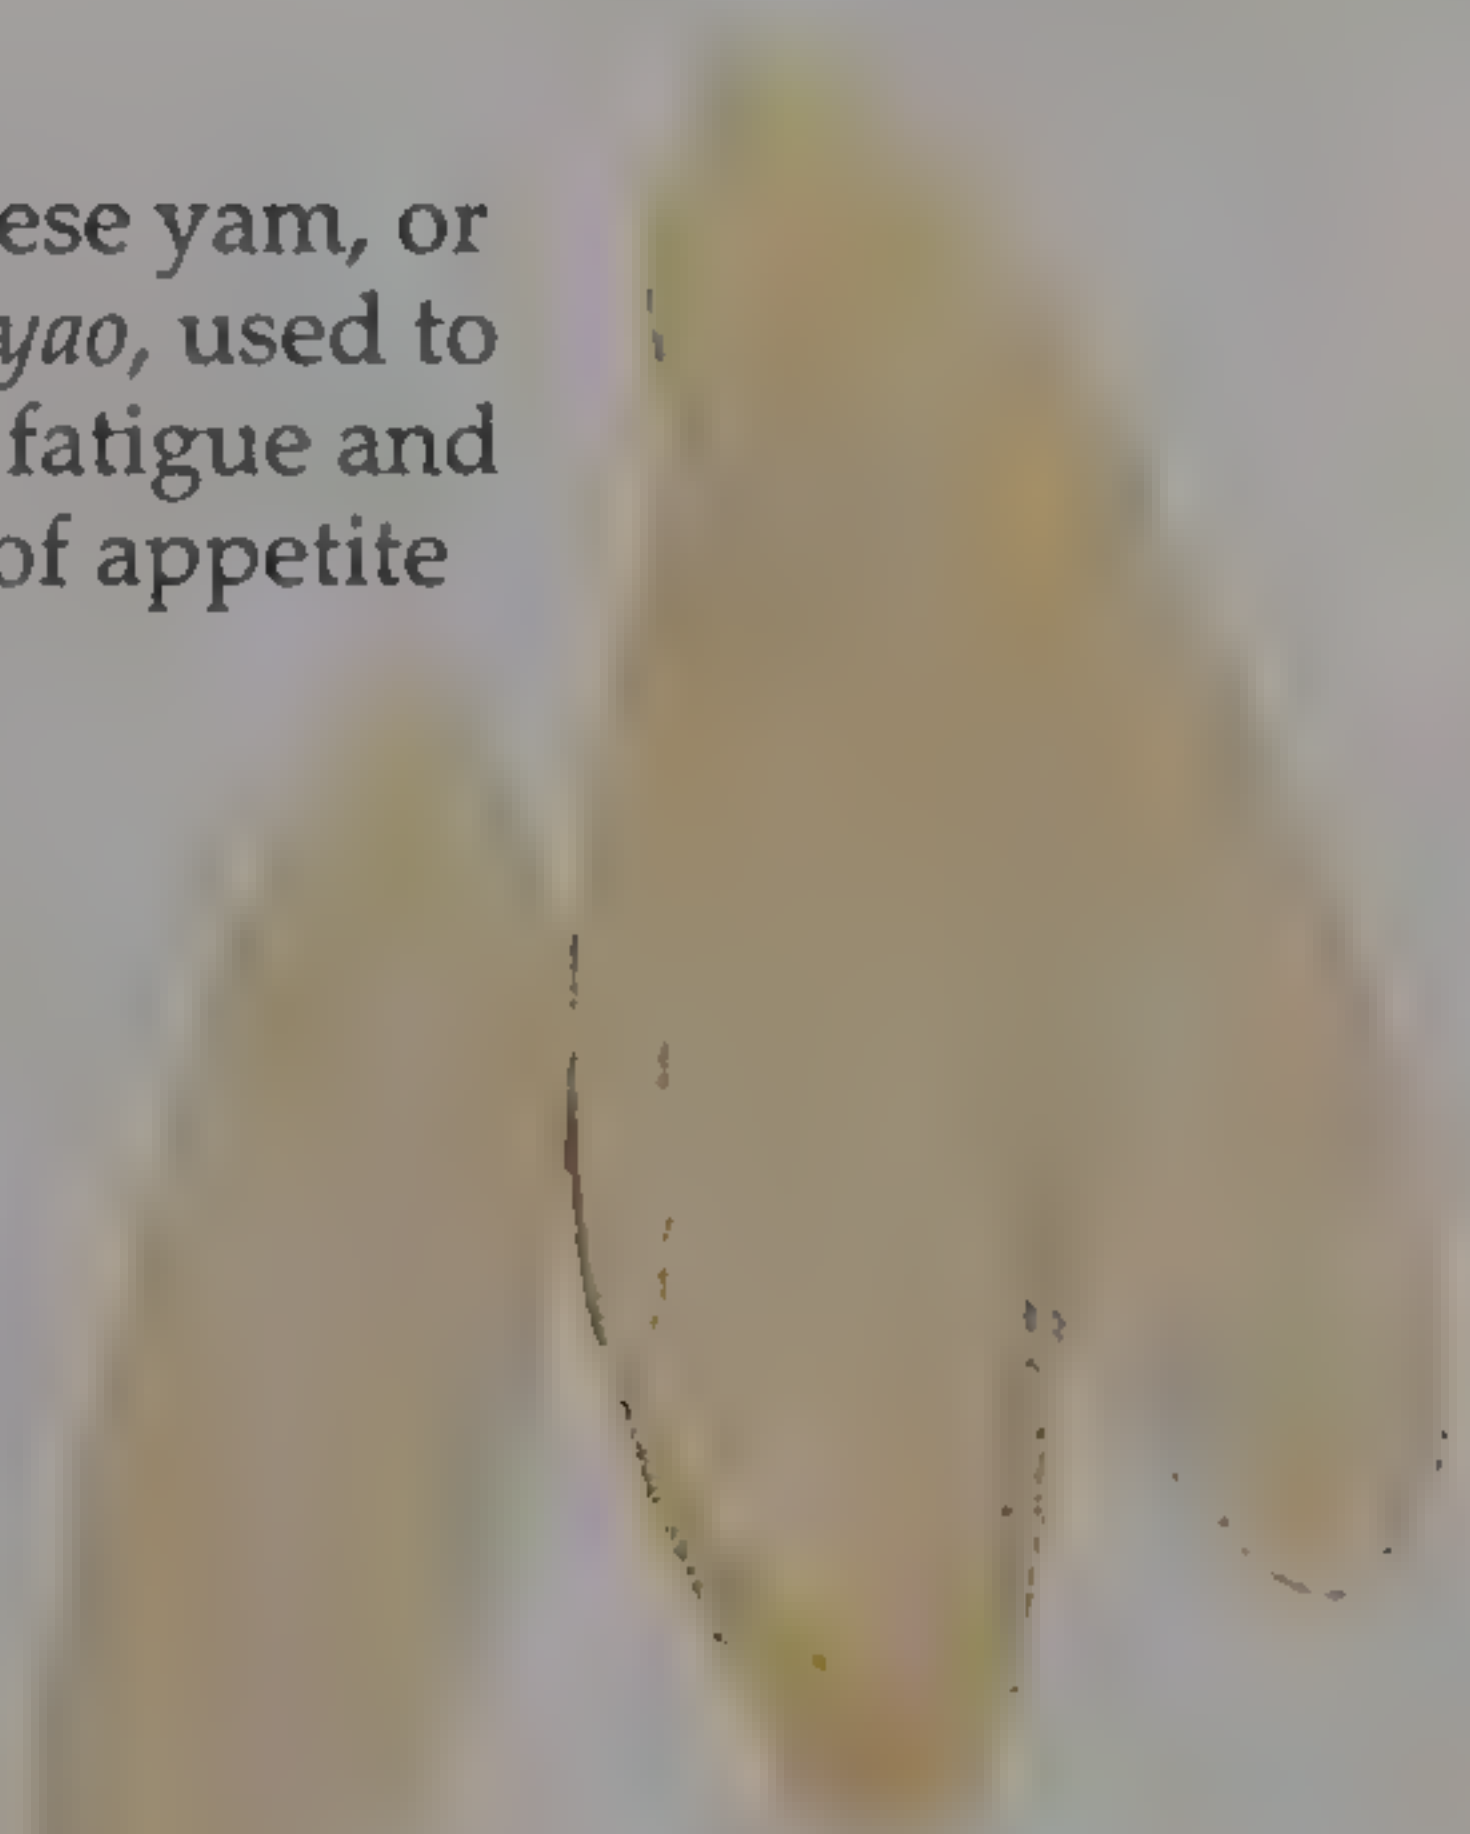 ese yam, or
yao, used to
fatigue and
of appetite